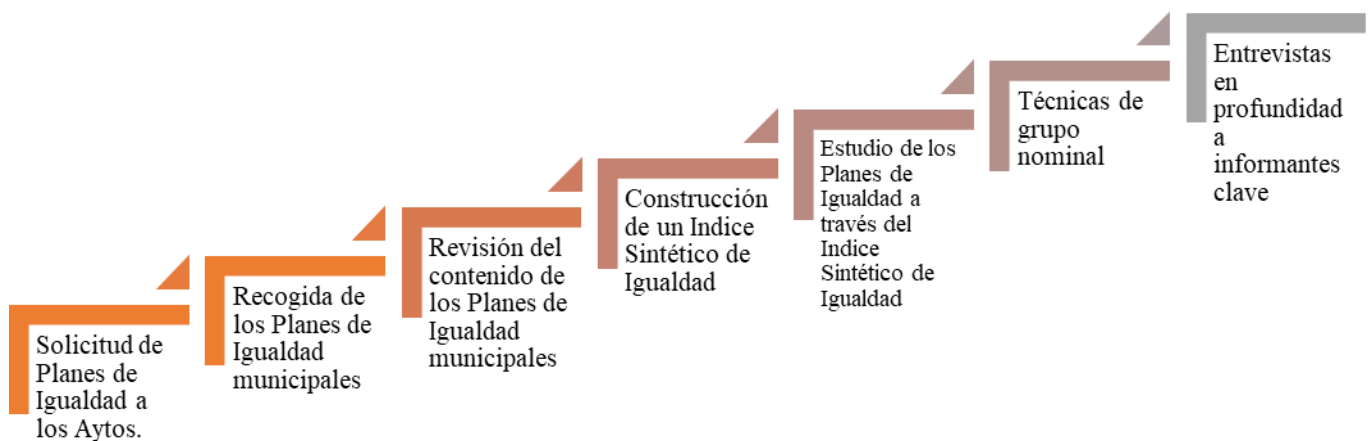 Solicitud de
Planes de
Igualdad a
los Aytos.
Recogida de
los Planes de
Igualdad
municipales
Revisión del
contenido de
los Planes de
Igualdad
municipales
Construcción
de un Indice
Sintético de
Igualdad
Estudio de los
Planes de
Igualdad a
través del
Indice
Sintético de
Igualdad
Técnicas de
grupo
nominal
Entrevistas
en
profundidad
a
informantes
clave